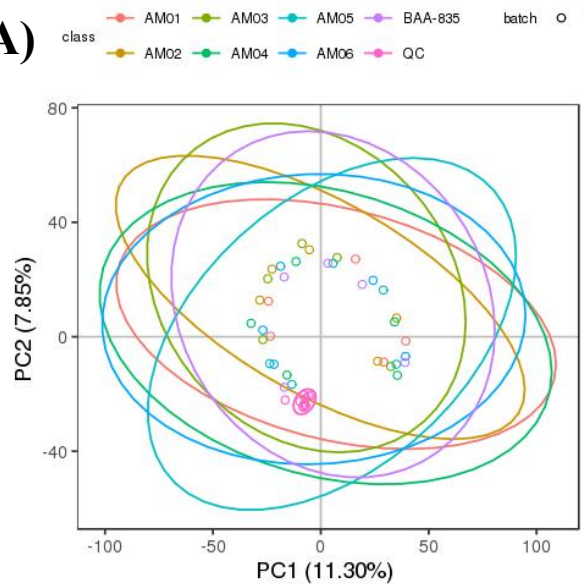 A)
class AM01 AM03 AM05 BAA-835 batch
AM02 AM04 AM06 QC
80
40
0
-40
PC2 (7.85%)
-100 -50 0 50 100
PC1 (11.30%)